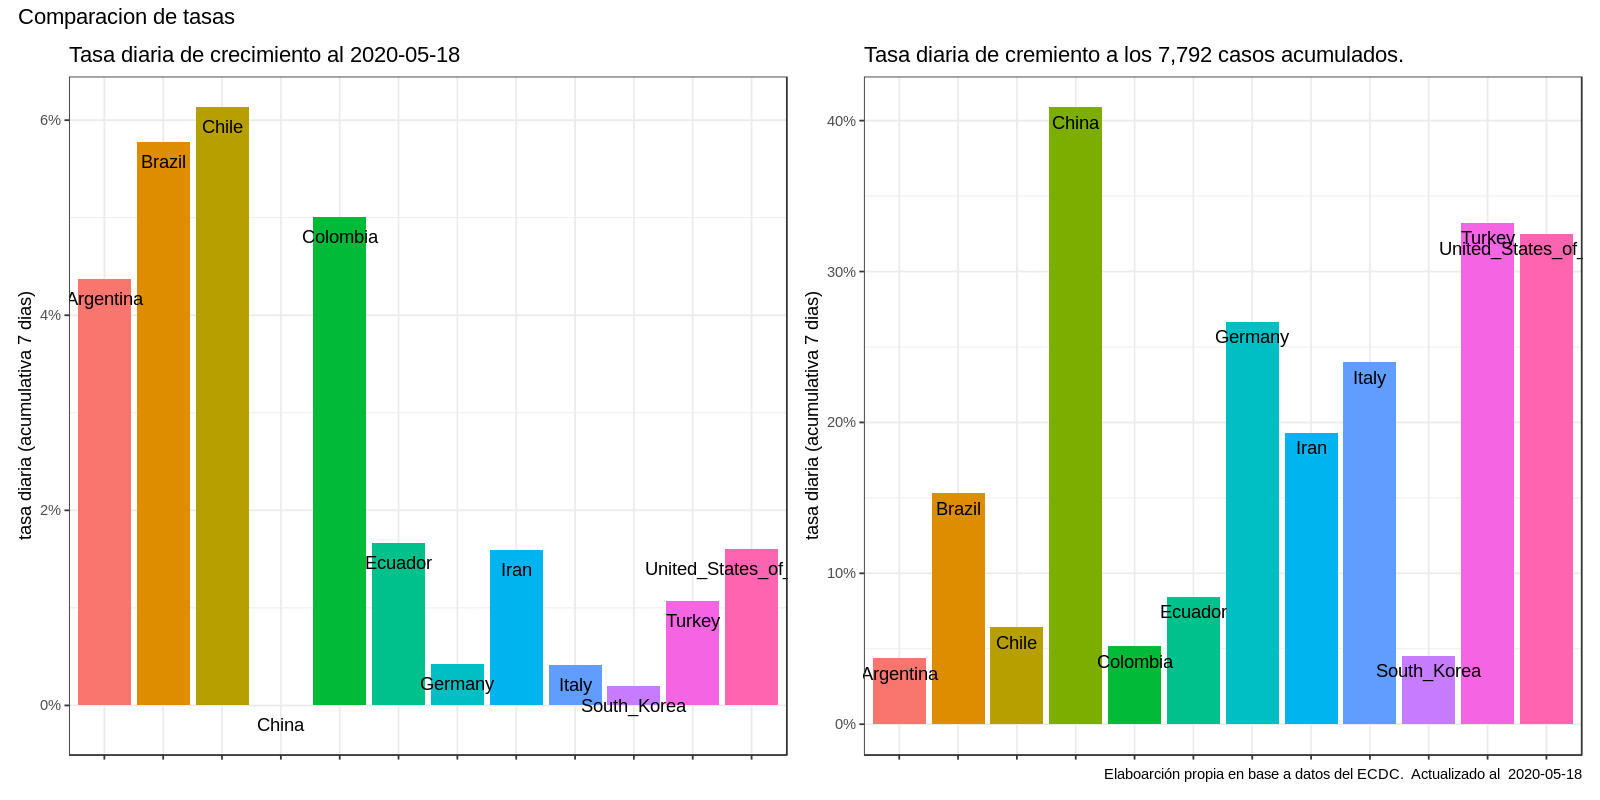 Comparacion de tasas
Tasa diaria de crecimiento al 2020-05-18
tasa diaria (acumulativa 7 dias)
6%
4%
2%
0%
Argentina
Brazil
Chile
China
Colombia
Ecuador
Germany
Iran
Italy
South_Korea
Turkey
United_States_of_
Tasa diaria de cremiento a los 7,792 casos acumulados.
tasa diaria (acumulativa 7 dias)
40%
30%
20%
10%
0%
Argentina
Brazil
Chile
China
Colombia
Ecuador
Germany
Iran
Italy
South_Korea
Turkey
United_States_of_
Elaboarción propia en base a datos del ECDC.  Actualizado al  2020-05-18